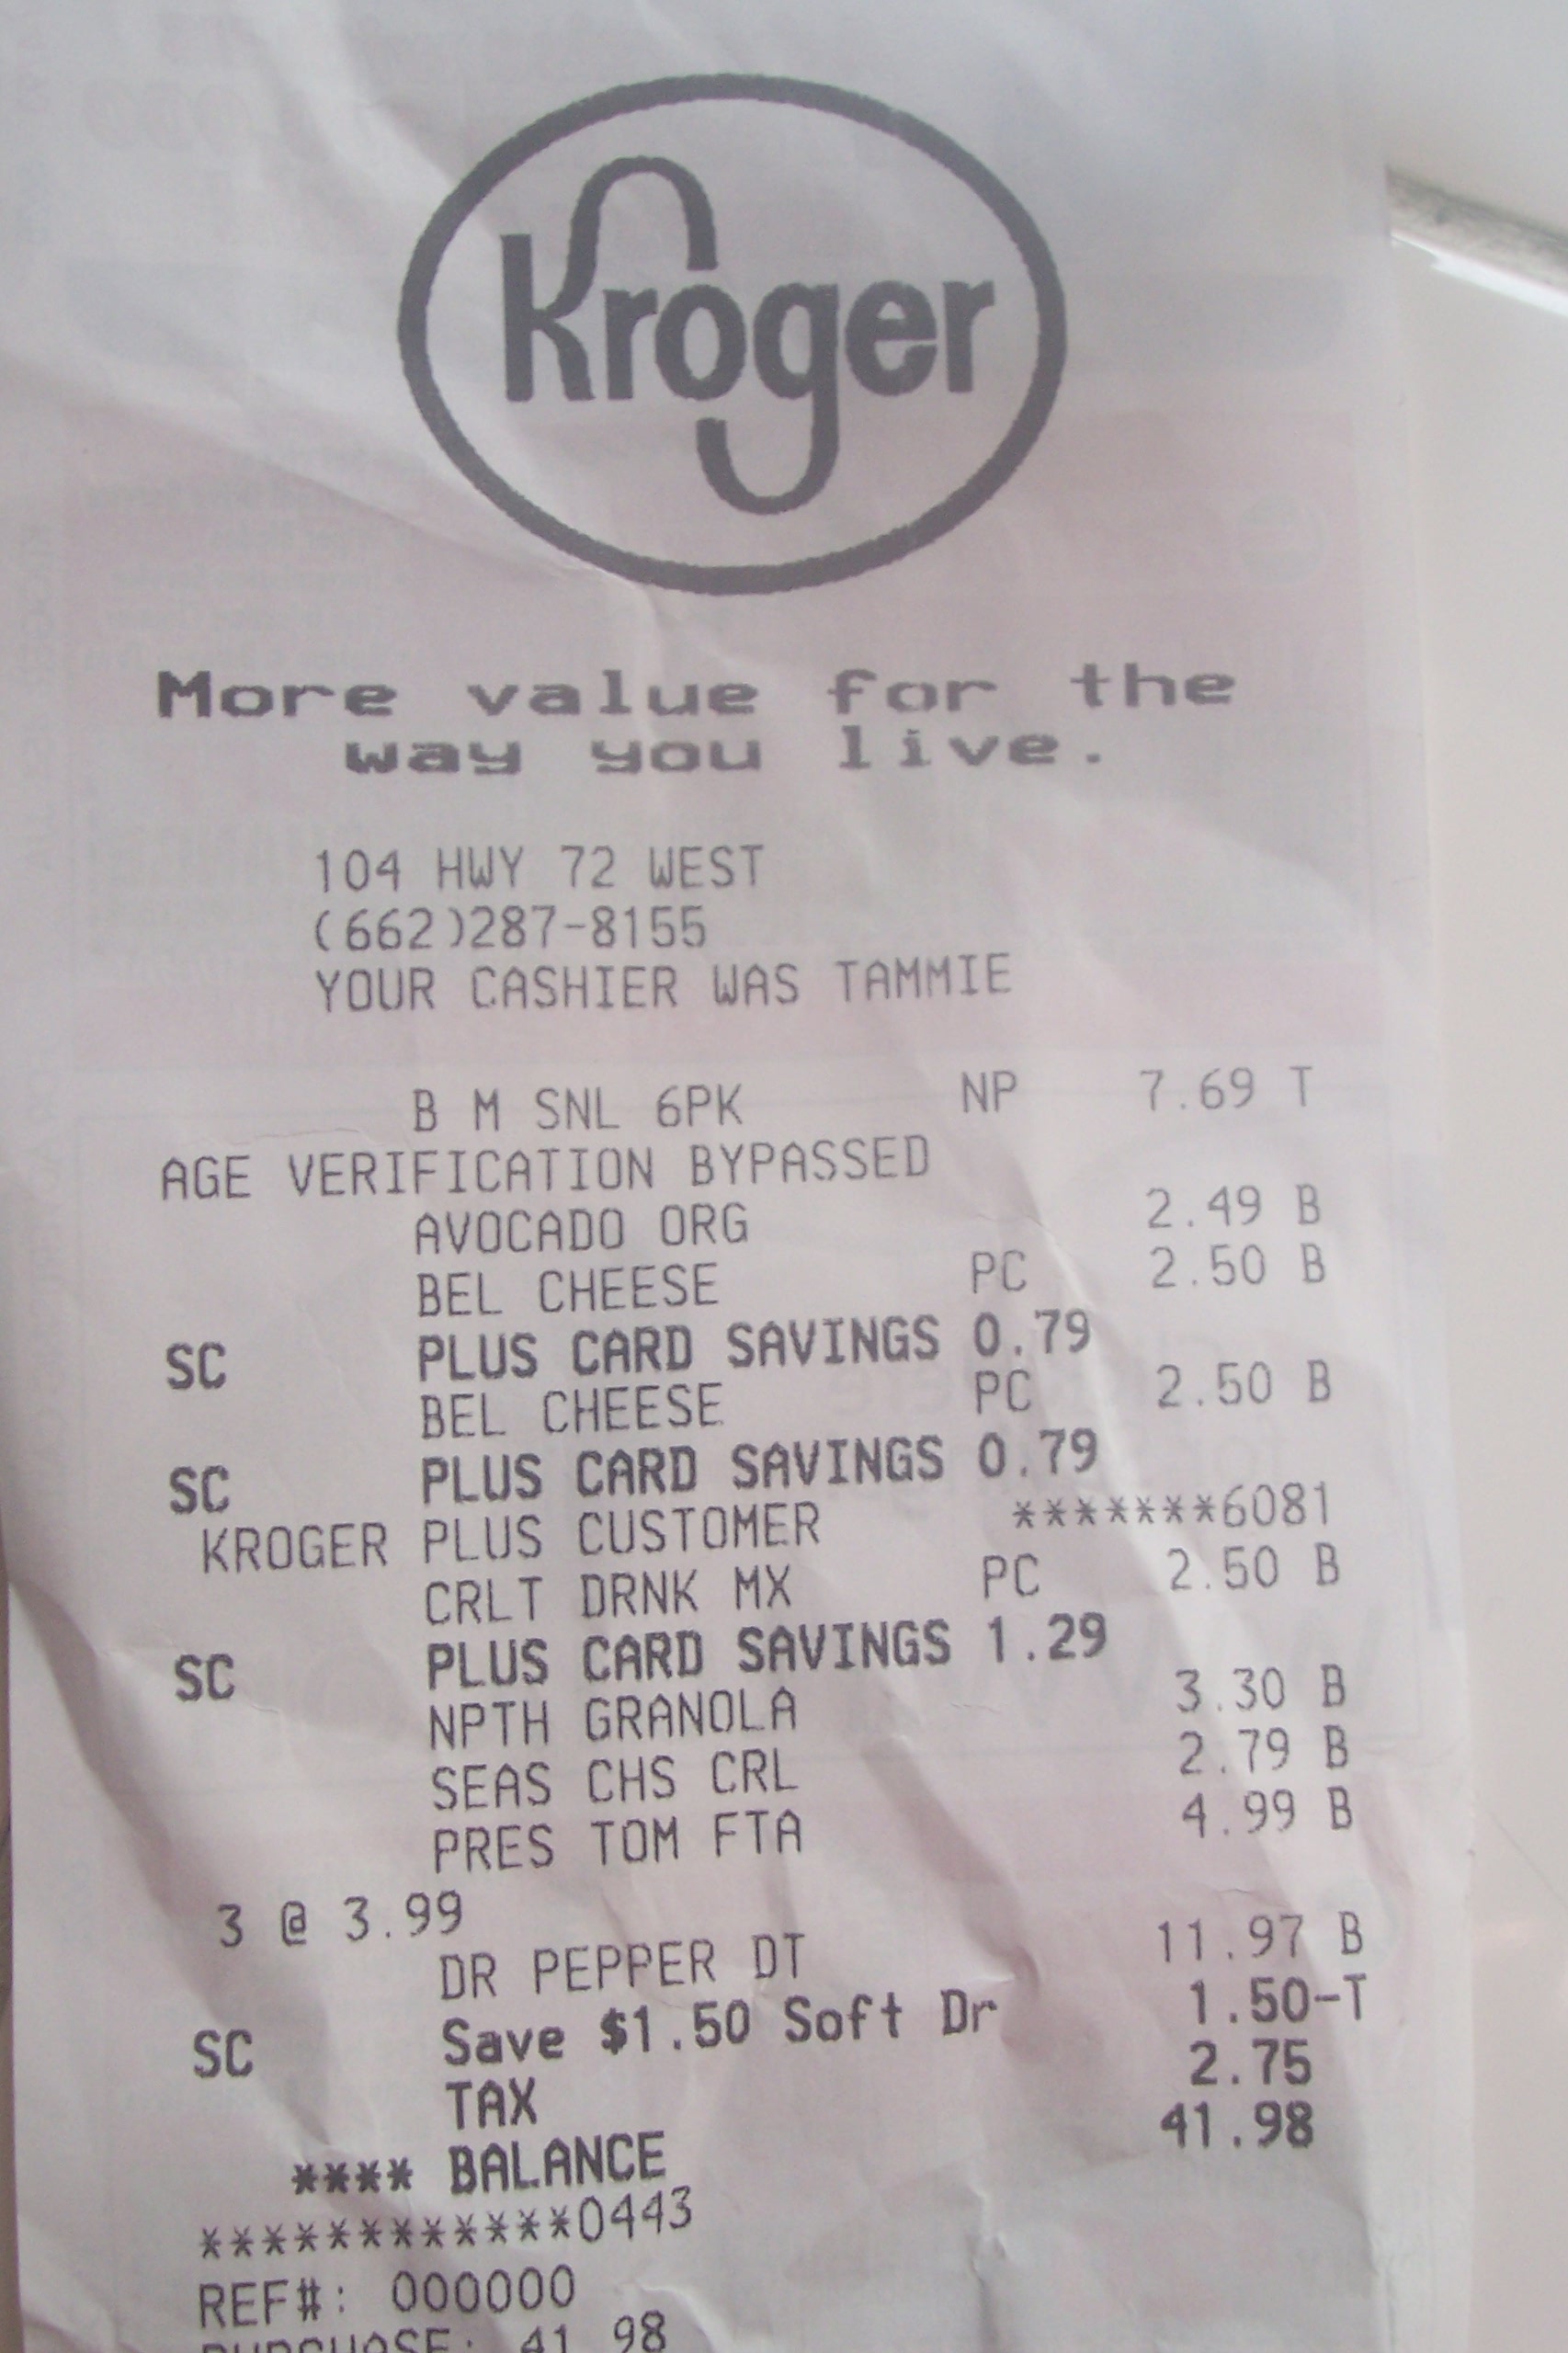 Kroger
More value for the
way you live.
104 HWY 72 WEST
(662)287-8155
YOUR CASHIER WAS TAMMIE
B M SNL 6PK NP 7.69 T
AGE VERIFICATION BYPASSED
AVOCADO ORG 2.49 B
BEL CHEESE PC 2.50 B
SC PLUS CARD SAVINGS 0.79
BEL CHEESE PC 2.50 B
SC PLUS CARD SAVINGS 0.79
KROGER PLUS CUSTOMER *******6081
CRLT DRNK MX PC 2.50 B
SC PLUS CARD SAVINGS 1.29
NPTH GRANOLA 3.30 B
SEAS CHS CRL 2.79 B
PRES TOM FTA 4.99 B
3 @ 3.99
DR PEPPER DT 11.97 B
SC Save $1.50 Soft Dr 1.50-T
TAX 2.75
**** BALANCE 41.98
************0443
REF#: 000000
PURCHASE: 41.98